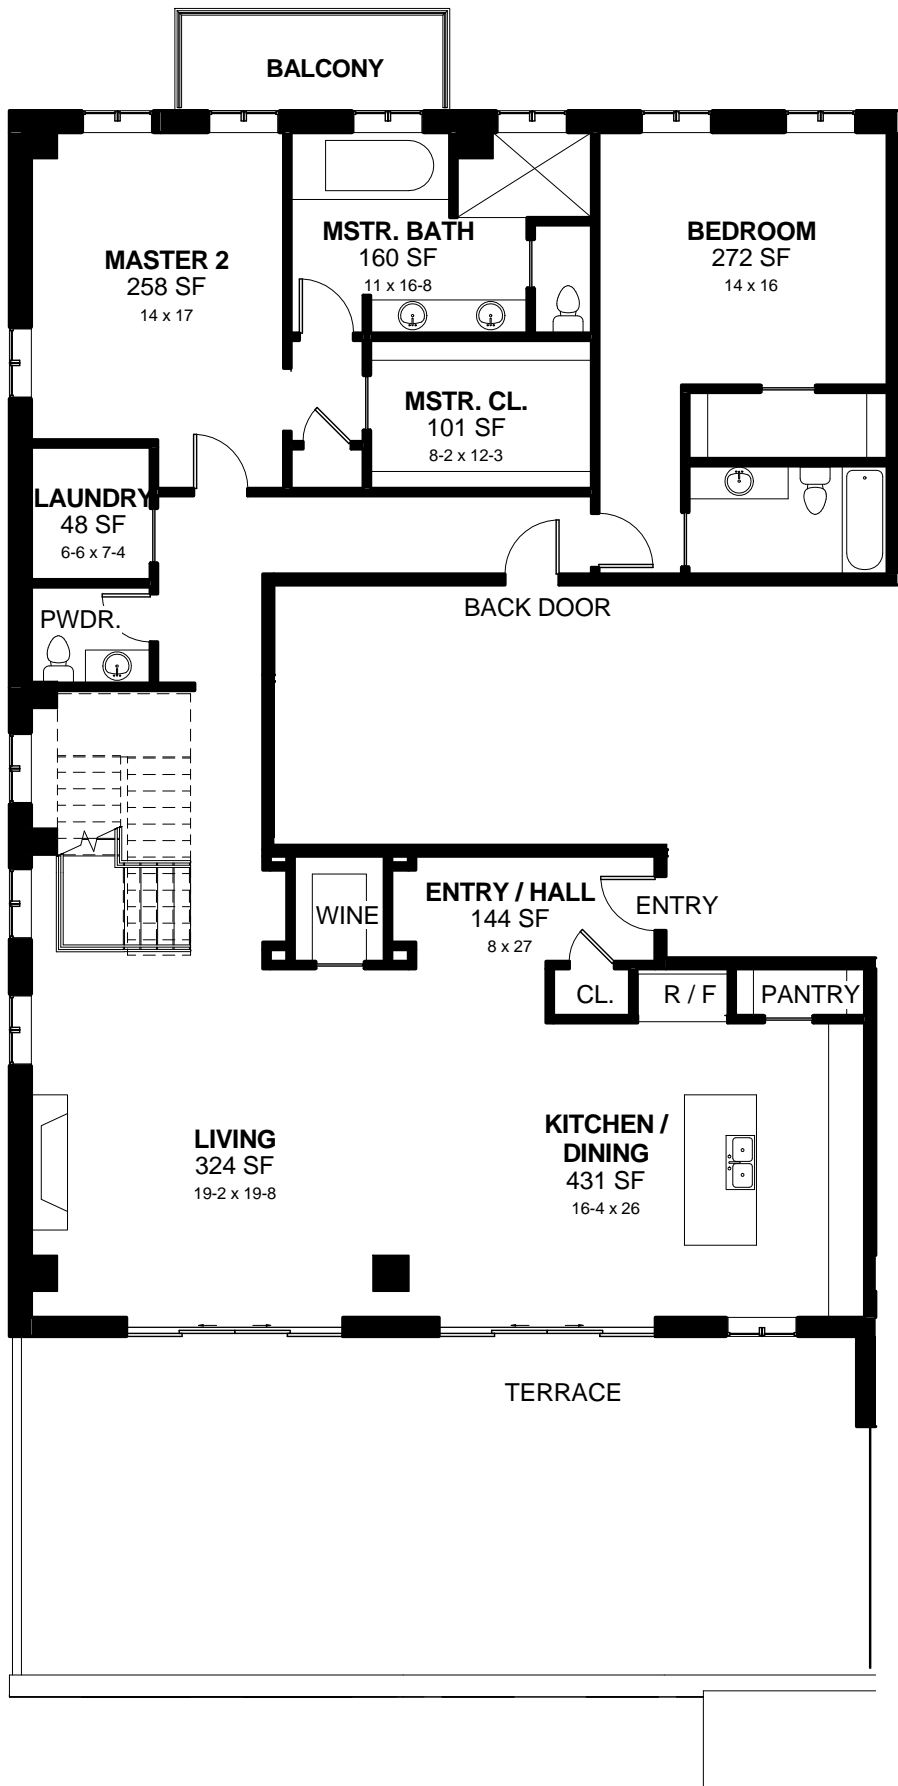 BALCONY
MASTER 2
258 SF
14 x 17
MSTR. BATH
160 SF
11 x 16-8
BEDROOM
272 SF
14 x 16
MSTR. CL.
101 SF
8-2 x 12-3
LAUNDRY
48 SF
6-6 x 7-4
PWDR.
BACK DOOR
WINE
ENTRY / HALL
144 SF
8 x 27
ENTRY
CL.
R / F
PANTRY
LIVING
324 SF
19-2 x 19-8
KITCHEN /
DINING
431 SF
16-4 x 26
TERRACE